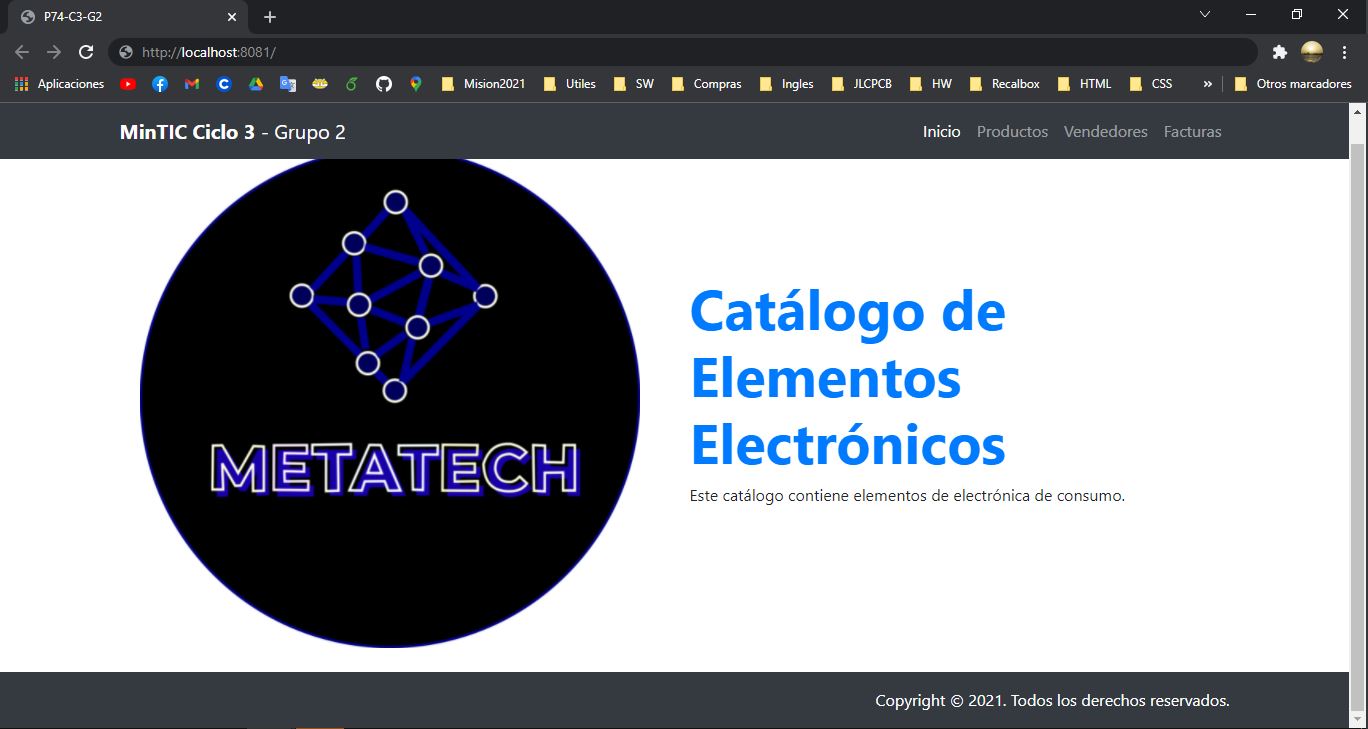 P74-C3-G2
http://localhost:8081/
Aplicaciones Mision2021 Utiles SW Compras Ingles JLCPCB HW Recalbox HTML CSS » Otros marcadores
MinTIC Ciclo 3 - Grupo 2 Inicio Productos Vendedores Facturas
METATECH
Catálogo de
Elementos
Electrónicos
Este catálogo contiene elementos de electrónica de consumo.
Copyright © 2021. Todos los derechos reservados.